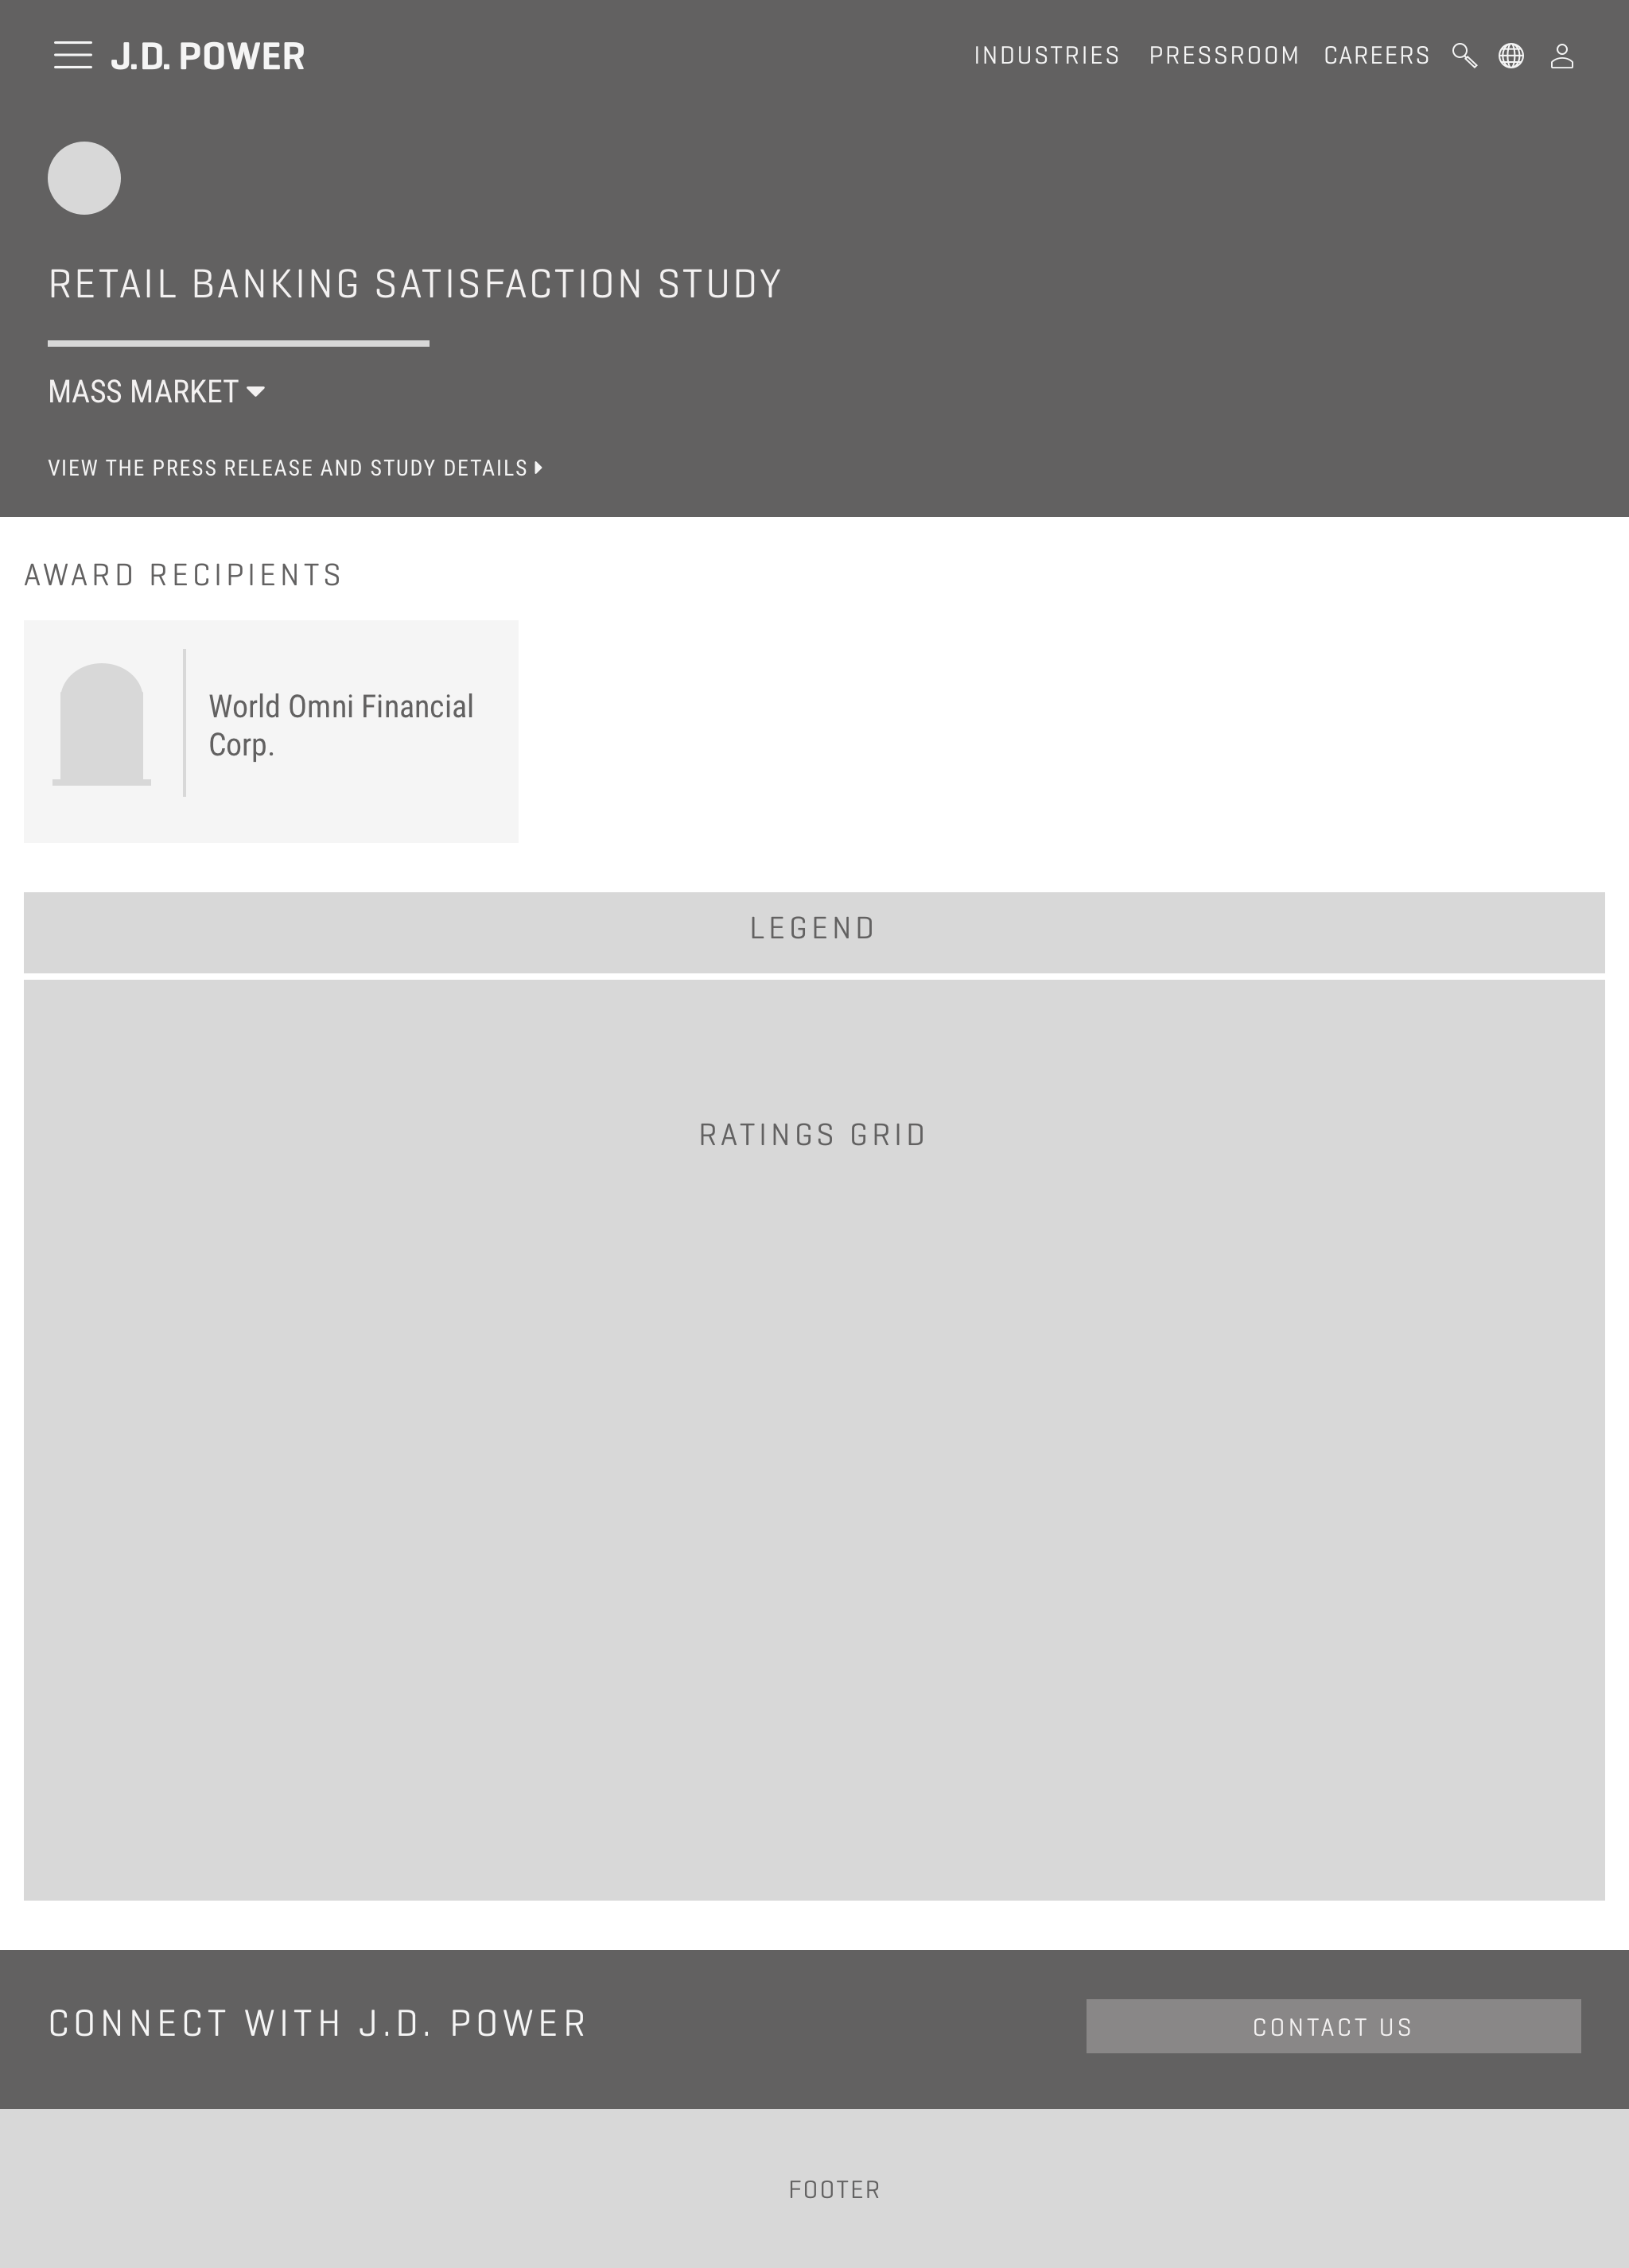 J.D. POWER
INDUSTRIES PRESSROOM CAREERS
RETAIL BANKING SATISFACTION STUDY
MASS MARKET
VIEW THE PRESS RELEASE AND STUDY DETAILS
AWARD RECIPIENTS
World Omni Financial
Corp.
LEGEND
RATINGS GRID
CONNECT WITH J.D. POWER
CONTACT US
FOOTER